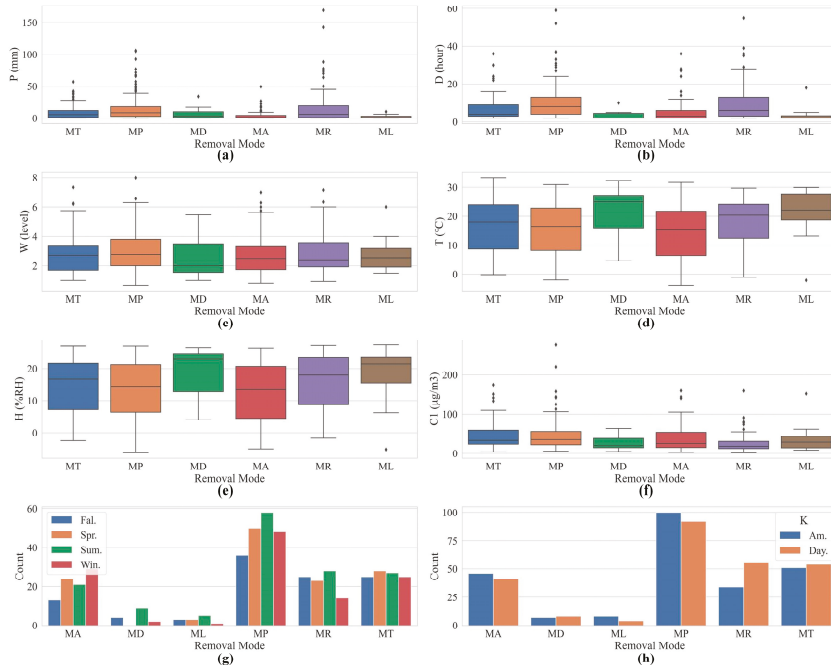 P (mm)
150
100
50
0
MT MP MD MA MR ML
Removal Mode
(a)
D (hour)
60
40
20
0
MT MP MD MA MR ML
Removal Mode
(b)
W (level)
8
6
4
2
MT MP MD MA MR ML
Removal Mode
(c)
T (℃)
30
20
10
0
MT MP MD MA MR ML
Removal Mode
(d)
H (%RH)
20
10
0
MT MP MD MA MR ML
Removal Mode
(e)
C1 (μg/m3)
200
100
0
MT MP MD MA MR ML
Removal Mode
(f)
Count
60
40
20
0
Fal.
Spr.
Sum.
Win.
MA MD ML MP MR MT
Removal Mode
(g)
Count
100
75
50
25
0
K
Am.
Day.
MA MD ML MP MR MT
Removal Mode
(h)